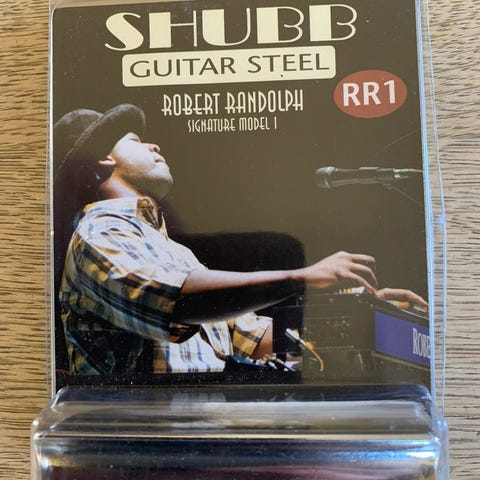 SHUBB
GUITAR STEEL
ROBERT RANDOLPH
SIGNATURE MODEL 1
RR1